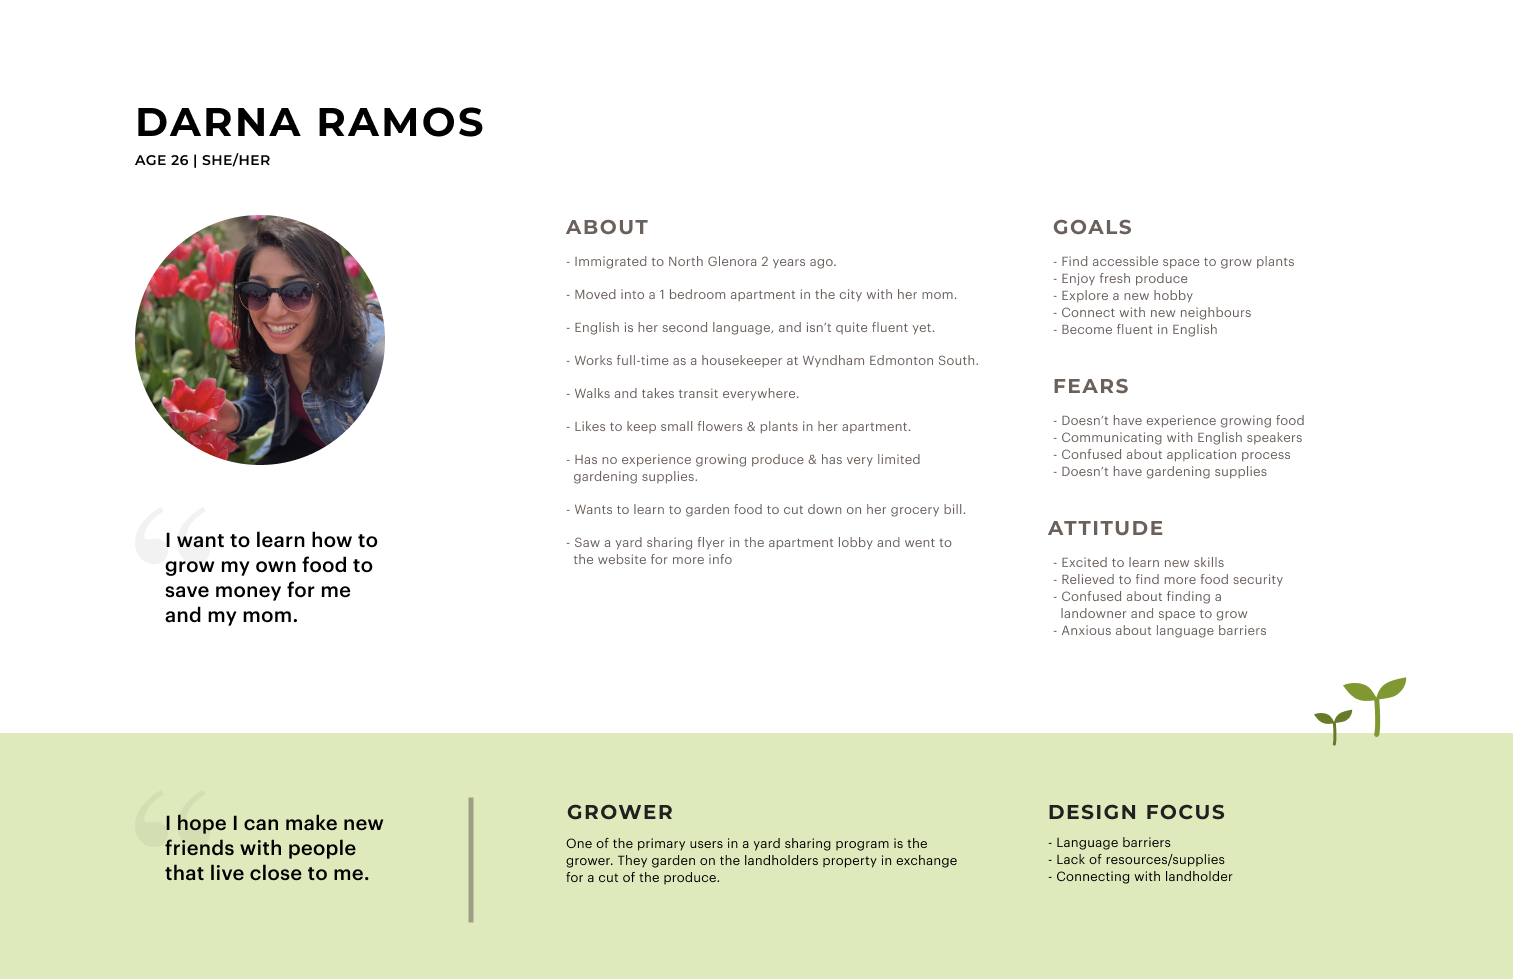 DARNA RAMOS
AGE 26 | SHE/HER
I want to learn how to
grow my own food to
save money for me
and my mom.
ABOUT
- Immigrated to North Glenora 2 years ago.
- Moved into a 1 bedroom apartment in the city with her mom.
- English is her second language, and isn’t quite fluent yet.
- Works full-time as a housekeeper at Wyndham Edmonton South.
- Walks and takes transit everywhere.
- Likes to keep small flowers & plants in her apartment.
- Has no experience growing produce & has very limited
gardening supplies.
- Wants to learn to garden food to cut down on her grocery bill.
- Saw a yard sharing flyer in the apartment lobby and went to
the website for more info
GOALS
- Find accessible space to grow plants
- Enjoy fresh produce
- Explore a new hobby
- Connect with new neighbours
- Become fluent in English
FEARS
- Doesn’t have experience growing food
- Communicating with English speakers
- Confused about application process
- Doesn’t have gardening supplies
ATTITUDE
- Excited to learn new skills
- Relieved to find more food security
- Confused about finding a
landowner and space to grow
- Anxious about language barriers
I hope I can make new
friends with people
that live close to me.
GROWER
One of the primary users in a yard sharing program is the
grower. They garden on the landholders property in exchange
for a cut of the produce.
DESIGN FOCUS
- Language barriers
- Lack of resources/supplies
- Connecting with landholder